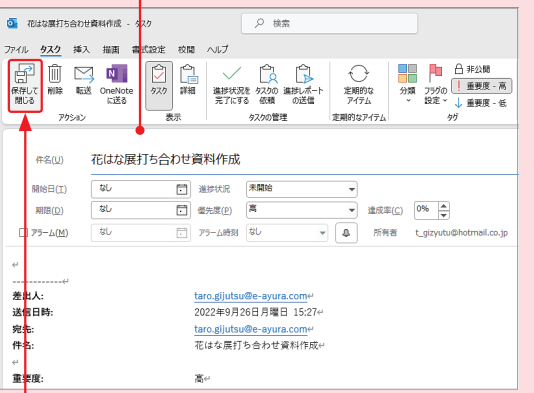 花はな展打ち合わせ資料作成 - タスク
検索
ファイル タスク 挿入 描画 書式設定 校閲 ヘルプ
保存して閉じる 削除 転送 OneNoteに送る タスク 詳細 進捗状況を完了にする タスクの依頼 進捗レポートの送信 定期的なアイテム 分類 フラグの設定 非公開
重要度 - 高
重要度 - 低
アクション 表示 タスクの管理 定期的なアイテム タグ
件名(U) 花はな展打ち合わせ資料作成
開始日(T) なし 進捗状況 未開始
期限(D) なし 優先度(P) 高 達成率(C) 0%
アラーム(M) なし アラーム時刻 なし 所有者 t_gizyutu@hotmail.co.jp
------------
差出人: taro.gijutsu@e-ayura.com
送信日時: 2022年9月26日月曜日 15:27
宛先: taro.gijutsu@e-ayura.com
件名: 花はな展打ち合わせ資料作成
重要度: 高